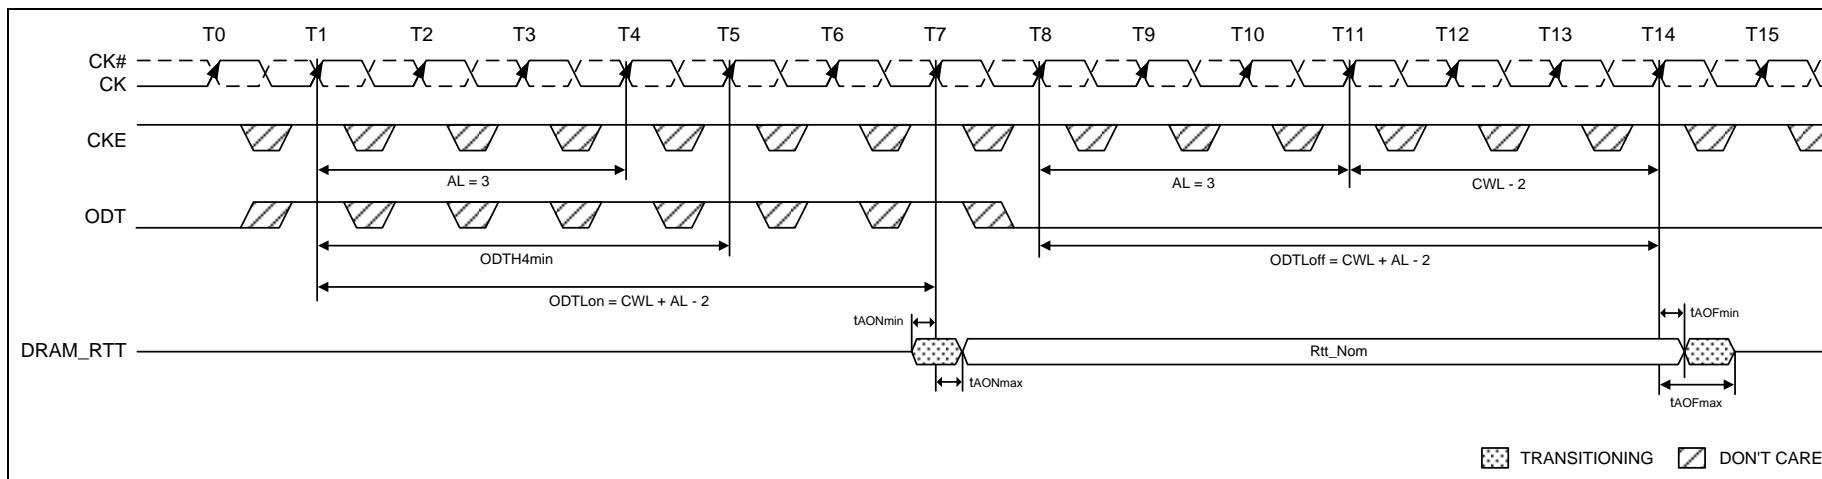 T0 T1 T2 T3 T4 T5 T6 T7 T8 T9 T10 T11 T12 T13 T14 T15
CK#
CK
CKE
AL = 3 AL = 3 CWL - 2
ODT
ODTH4min ODTLoff = CWL + AL - 2
ODTLon = CWL + AL - 2
tAONmin tAOFmin
DRAM_RTT Rtt_Nom
tAONmax
tAOFmax
TRANSITIONING DON'T CARE